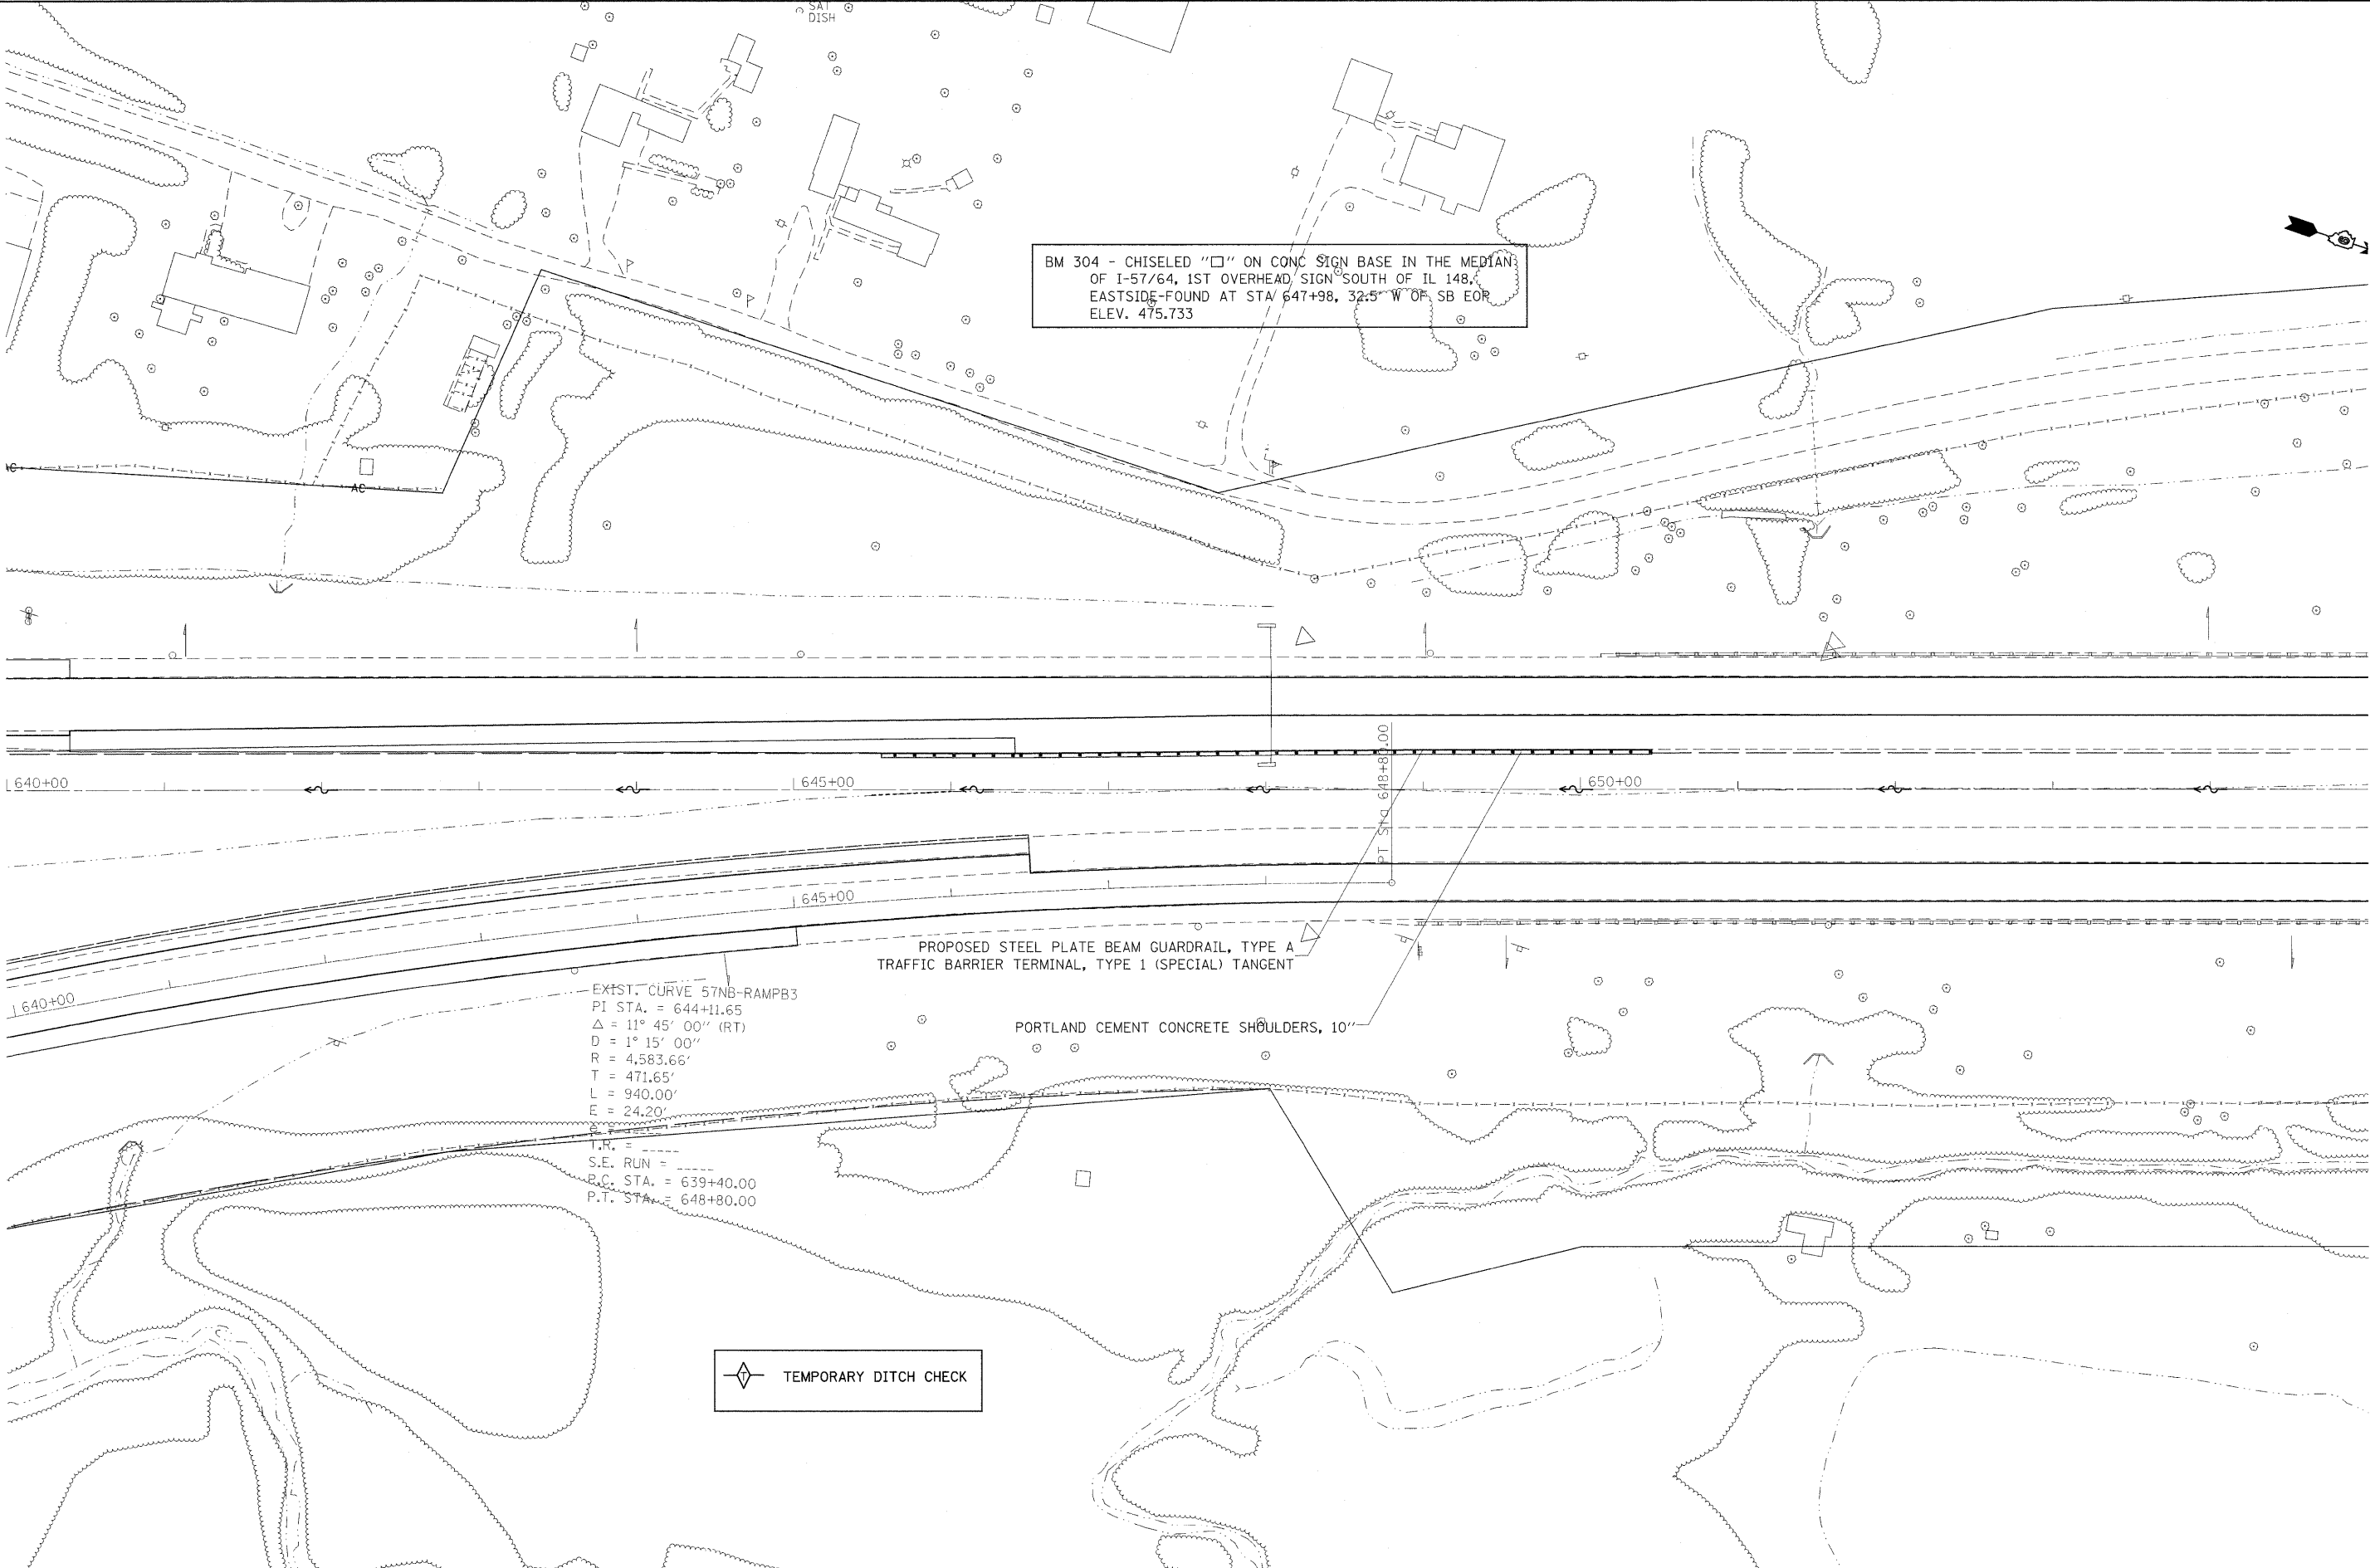 SAT
DISH
BM 304 - CHISELED "□" ON CONC SIGN BASE IN THE MEDIAN
OF I-57/64, 1ST OVERHEAD SIGN SOUTH OF IL 148,
EASTSIDE-FOUND AT STA 647+98, 32.5' W OF SB EOP
ELEV. 475.733
AC
AC
640+00
645+00
PT Sta 648+80.00
650+00
645+00
640+00
PROPOSED STEEL PLATE BEAM GUARDRAIL, TYPE A
TRAFFIC BARRIER TERMINAL, TYPE 1 (SPECIAL) TANGENT
PORTLAND CEMENT CONCRETE SHOULDERS, 10"
EXIST. CURVE 57NB-RAMPB3
PI STA. = 644+11.65
Δ = 11° 45' 00" (RT)
D = 1° 15' 00"
R = 4,583.66'
T = 471.65'
L = 940.00'
E = 24.20'
e = _____
T.R. = _____
S.E. RUN = _____
P.C. STA. = 639+40.00
P.T. STA. = 648+80.00
T TEMPORARY DITCH CHECK